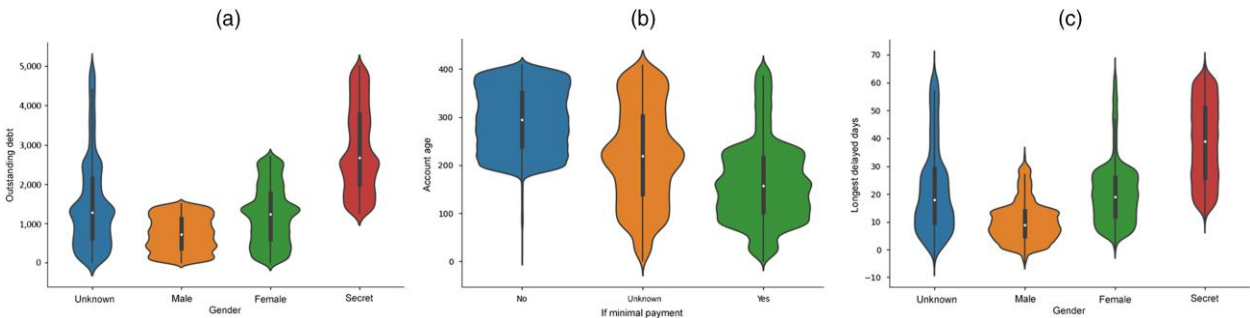 (a)
Outstanding debt
5,000
4,000
3,000
2,000
1,000
0
Unknown Male Female Secret
Gender
(b)
Account age
400
300
200
100
0
No Unknown Yes
If minimal payment
(c)
Longest delayed days
70
60
50
40
30
20
10
0
−10
Unknown Male Female Secret
Gender